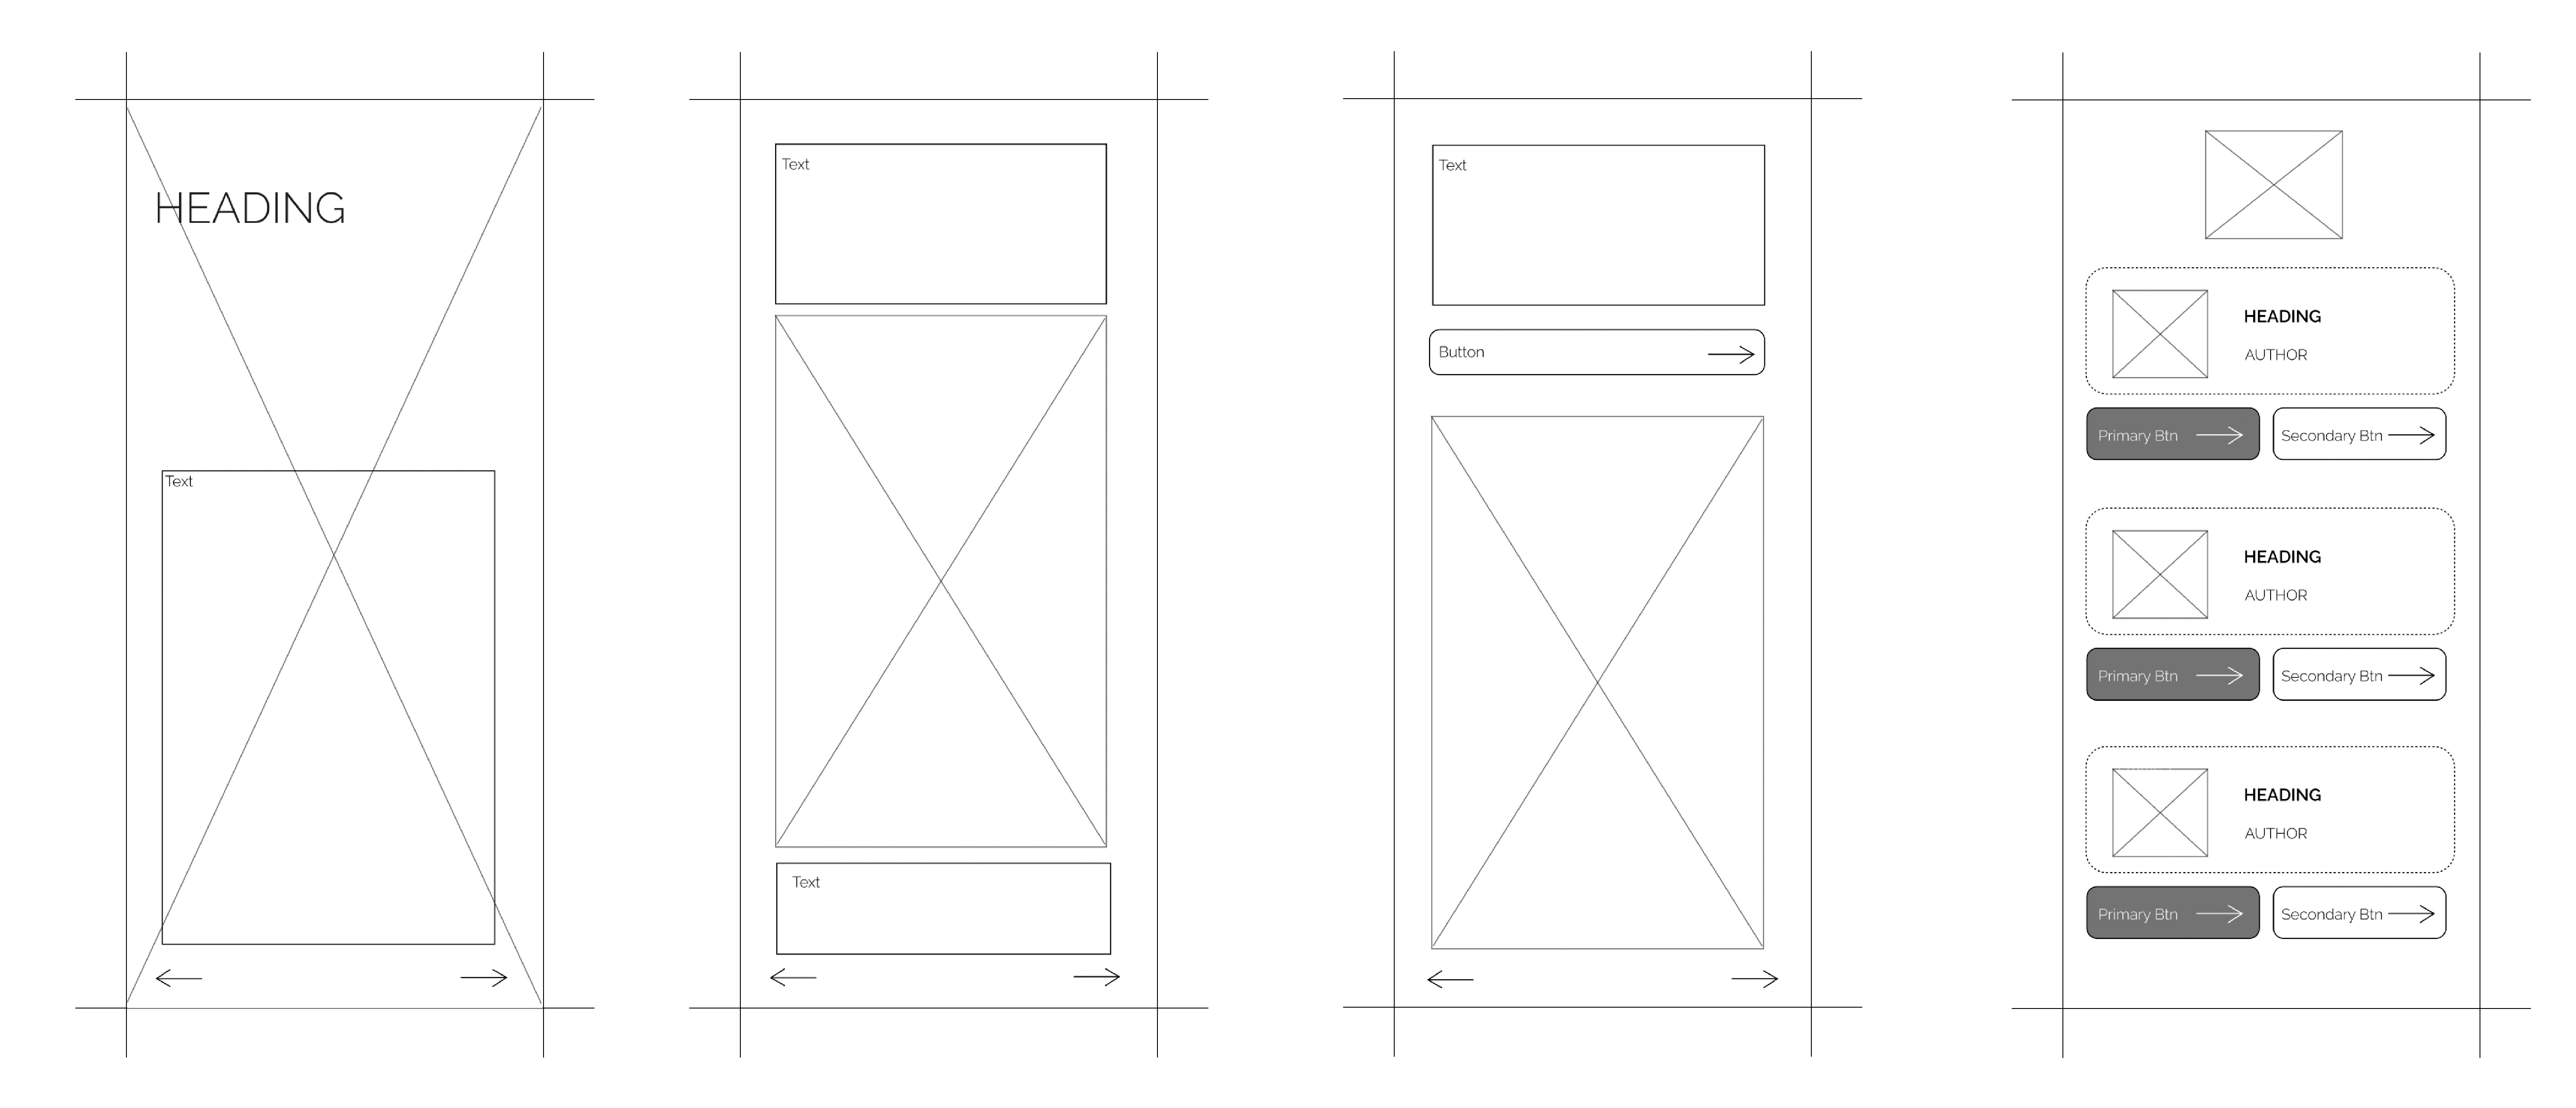 HEADING
Text
Text
Text
Text
Button
HEADING
AUTHOR
Primary Btn
Secondary Btn
HEADING
AUTHOR
Primary Btn
Secondary Btn
HEADING
AUTHOR
Primary Btn
Secondary Btn